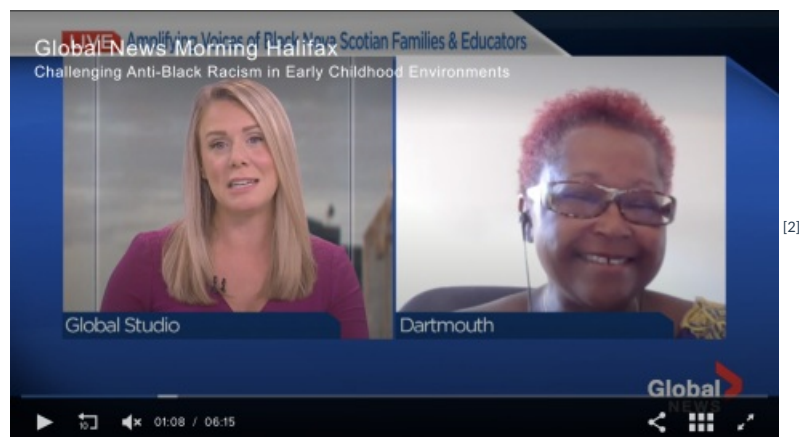 LIVE Amplifying Voices of Black Nova Scotian Families & Educators
Global News Morning Halifax
Challenging Anti-Black Racism in Early Childhood Environments
Global Studio
Dartmouth
[2]
Global
NEWS
10
01:08 / 06:15